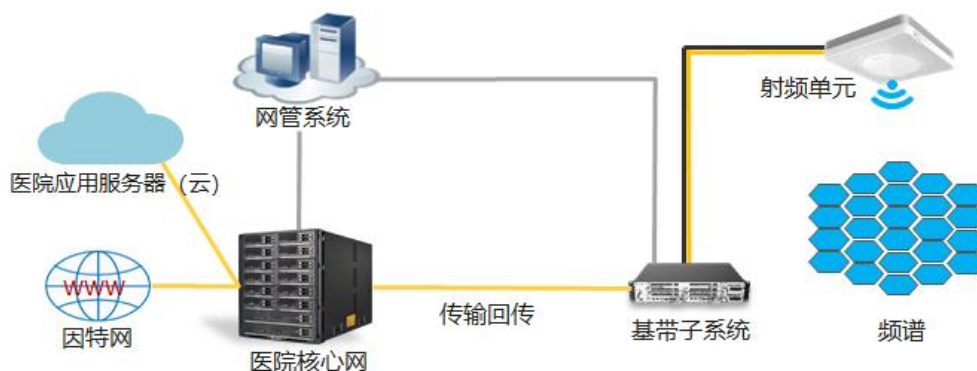 网管系统
射频单元
医院应用服务器（云）
WWW
因特网
传输回传
医院核心网
基带子系统
频谱